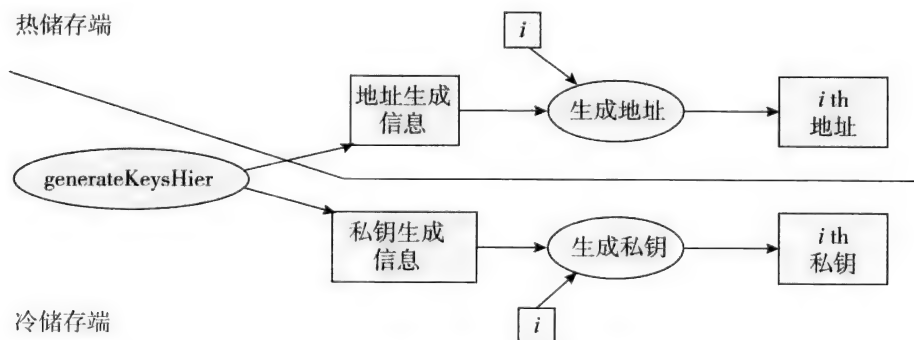 热储存端
i
地址生成
信息
生成地址
i th
地址
generateKeysHier
私钥生成
信息
生成私钥
i th
私钥
i
冷储存端